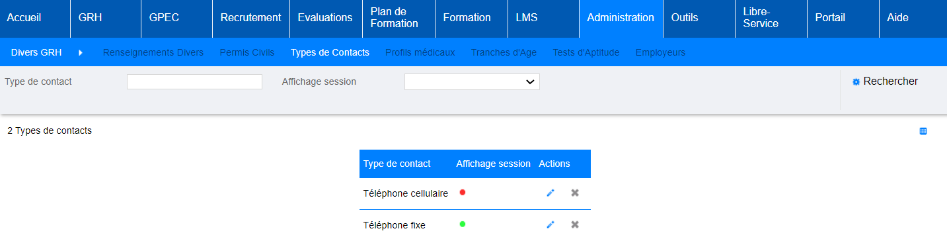 Accueil GRH GPEC Recrutement Evaluations Plan de Formation Formation LMS Administration Outils Libre-Service Portail Aide
Divers GRH Renseignements Divers Permis Civils Types de Contacts Profils médicaux Tranches d'Age Tests d'Aptitude Employeurs
Type de contact Affichage session Rechercher
2 Types de contacts
Type de contact Affichage session Actions
Téléphone cellulaire
Téléphone fixe